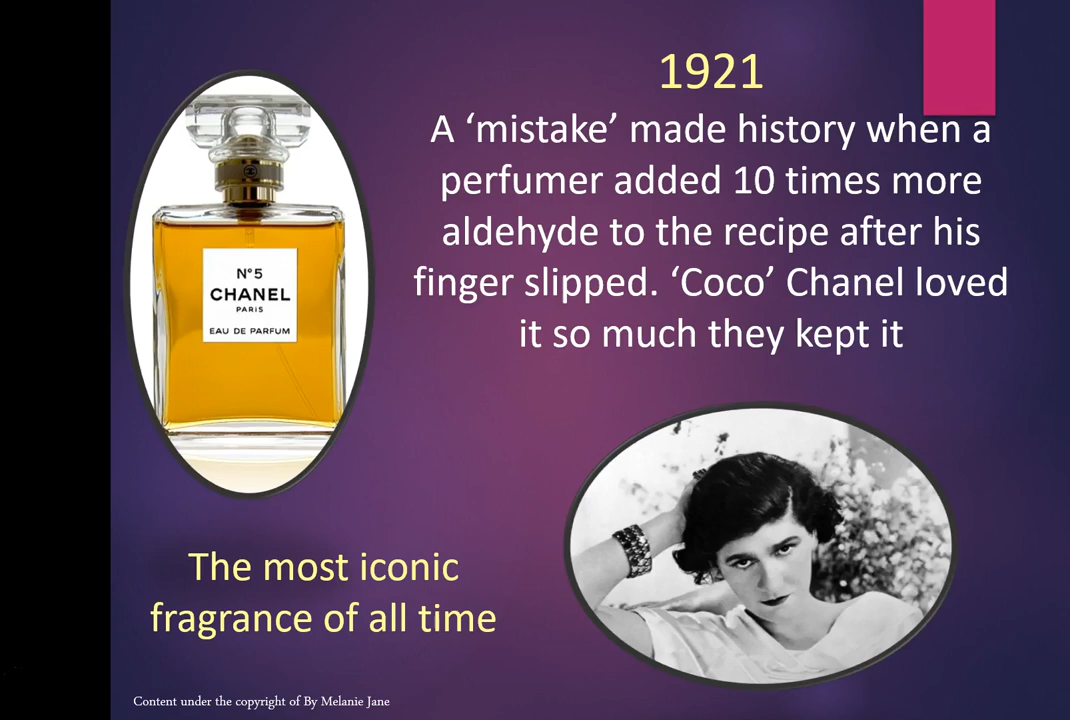 1921
A ‘mistake’ made history when a
perfumer added 10 times more
aldehyde to the recipe after his
finger slipped. ‘Coco’ Chanel loved
it so much they kept it
N°5
CHANEL
PARIS
EAU DE PARFUM
The most iconic
fragrance of all time
Content under the copyright of By Melanie Jane